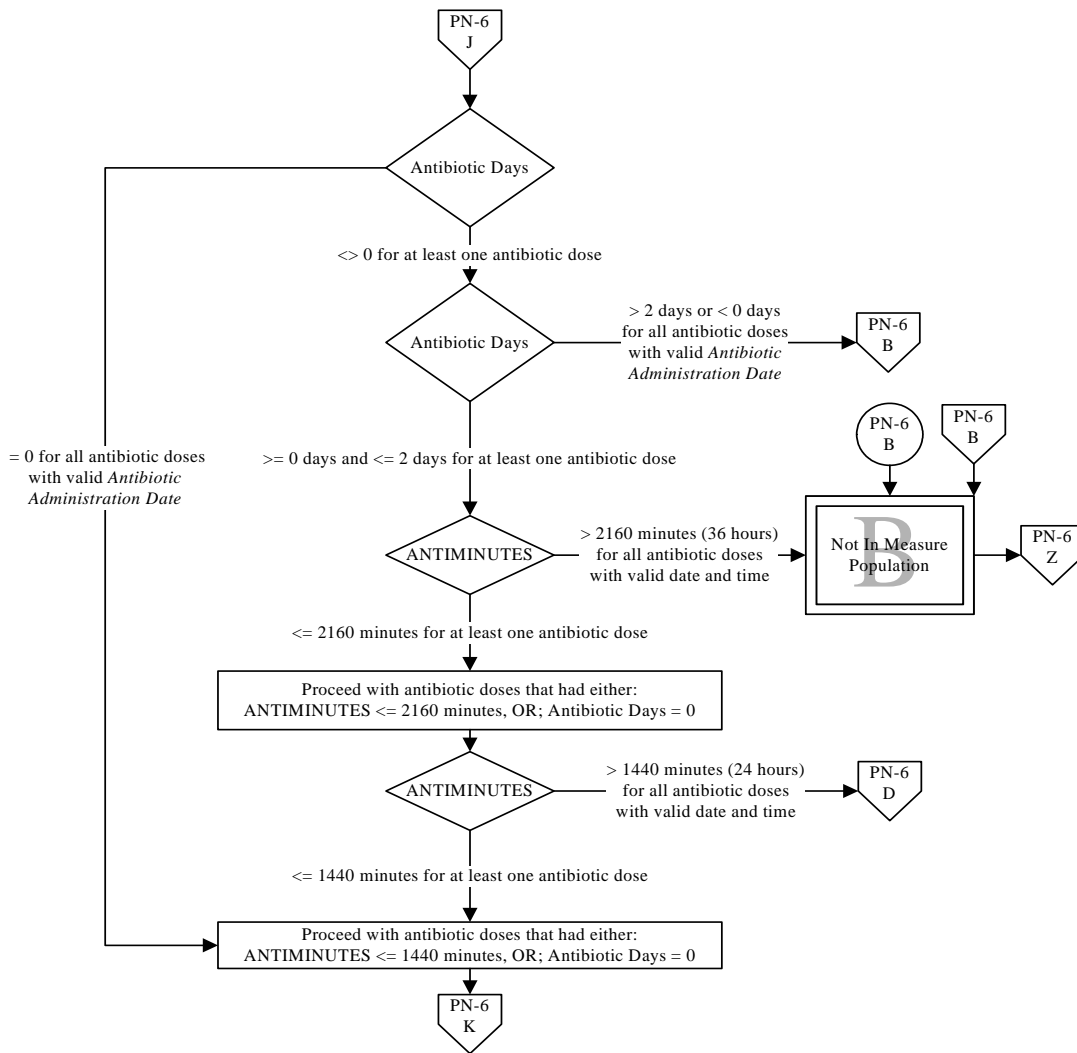 PN-6
J
Antibiotic Days
<> 0 for at least one antibiotic dose
Antibiotic Days
> 2 days or < 0 days
for all antibiotic doses
with valid Antibiotic
Administration Date
PN-6
B
= 0 for all antibiotic doses
with valid Antibiotic
Administration Date
>= 0 days and <= 2 days for at least one antibiotic dose
PN-6
B
PN-6
B
ANTIMINUTES
> 2160 minutes (36 hours)
for all antibiotic doses
with valid date and time
B
Not In Measure
Population
PN-6
Z
<= 2160 minutes for at least one antibiotic dose
Proceed with antibiotic doses that had either:
ANTIMINUTES <= 2160 minutes, OR; Antibiotic Days = 0
ANTIMINUTES
> 1440 minutes (24 hours)
for all antibiotic doses
with valid date and time
PN-6
D
<= 1440 minutes for at least one antibiotic dose
Proceed with antibiotic doses that had either:
ANTIMINUTES <= 1440 minutes, OR; Antibiotic Days = 0
PN-6
K